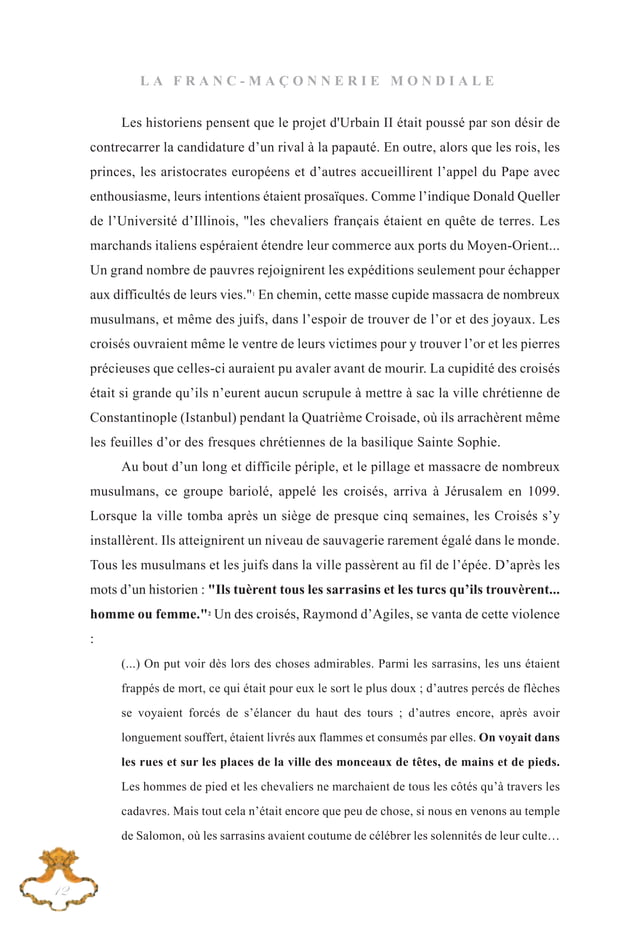 LA FRANC-MAÇONNERIE MONDIALE
Les historiens pensent que le projet d'Urbain II était poussé par son désir de
contrecarrer la candidature d’un rival à la papauté. En outre, alors que les rois, les
princes, les aristocrates européens et d’autres accueillirent l’appel du Pape avec
enthousiasme, leurs intentions étaient prosaïques. Comme l’indique Donald Queller
de l’Université d’Illinois, "les chevaliers français étaient en quête de terres. Les
marchands italiens espéraient étendre leur commerce aux ports du Moyen-Orient...
Un grand nombre de pauvres rejoignirent les expéditions seulement pour échapper
aux difficultés de leurs vies."1 En chemin, cette masse cupide massacra de nombreux
musulmans, et même des juifs, dans l’espoir de trouver de l’or et des joyaux. Les
croisés ouvraient même le ventre de leurs victimes pour y trouver l’or et les pierres
précieuses que celles-ci auraient pu avaler avant de mourir. La cupidité des croisés
était si grande qu’ils n’eurent aucun scrupule à mettre à sac la ville chrétienne de
Constantinople (Istanbul) pendant la Quatrième Croisade, où ils arrachèrent même
les feuilles d’or des fresques chrétiennes de la basilique Sainte Sophie.
Au bout d’un long et difficile périple, et le pillage et massacre de nombreux
musulmans, ce groupe bariolé, appelé les croisés, arriva à Jérusalem en 1099.
Lorsque la ville tomba après un siège de presque cinq semaines, les Croisés s’y
installèrent. Ils atteignirent un niveau de sauvagerie rarement égalé dans le monde.
Tous les musulmans et les juifs dans la ville passèrent au fil de l’épée. D’après les
mots d’un historien : "Ils tuèrent tous les sarrasins et les turcs qu’ils trouvèrent...
homme ou femme."2 Un des croisés, Raymond d’Agiles, se vanta de cette violence
:
(...) On put voir dès lors des choses admirables. Parmi les sarrasins, les uns étaient
frappés de mort, ce qui était pour eux le sort le plus doux ; d’autres percés de flèches
se voyaient forcés de s’élancer du haut des tours ; d’autres encore, après avoir
longuement souffert, étaient livrés aux flammes et consumés par elles. On voyait dans
les rues et sur les places de la ville des monceaux de têtes, de mains et de pieds.
Les hommes de pied et les chevaliers ne marchaient de tous les côtés qu’à travers les
cadavres. Mais tout cela n’était encore que peu de chose, si nous en venons au temple
de Salomon, où les sarrasins avaient coutume de célébrer les solennités de leur culte…
12